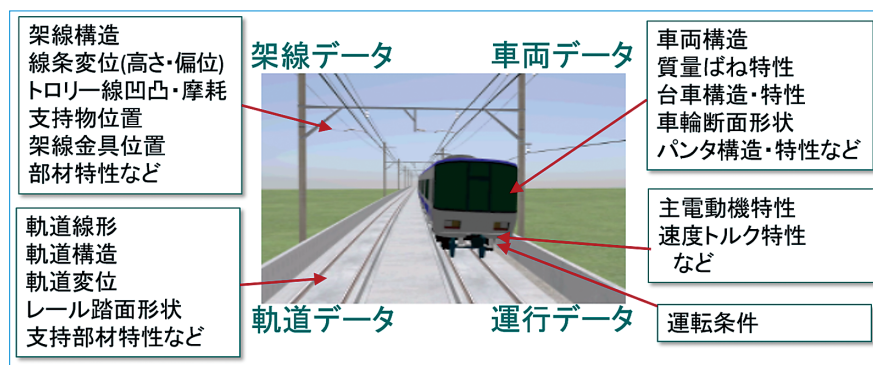 架線構造
線条変位(高さ・偏位)
トロリー線凹凸・摩耗
支持物位置
架線金具位置
部材特性など
架線データ
車両データ
車両構造
質量ばね特性
台車構造・特性
車輪断面形状
パンタ構造・特性など
軌道線形
軌道構造
軌道変位
レール踏面形状
支持部材特性など
軌道データ
運行データ
主電動機特性
速度トルク特性
など
運転条件